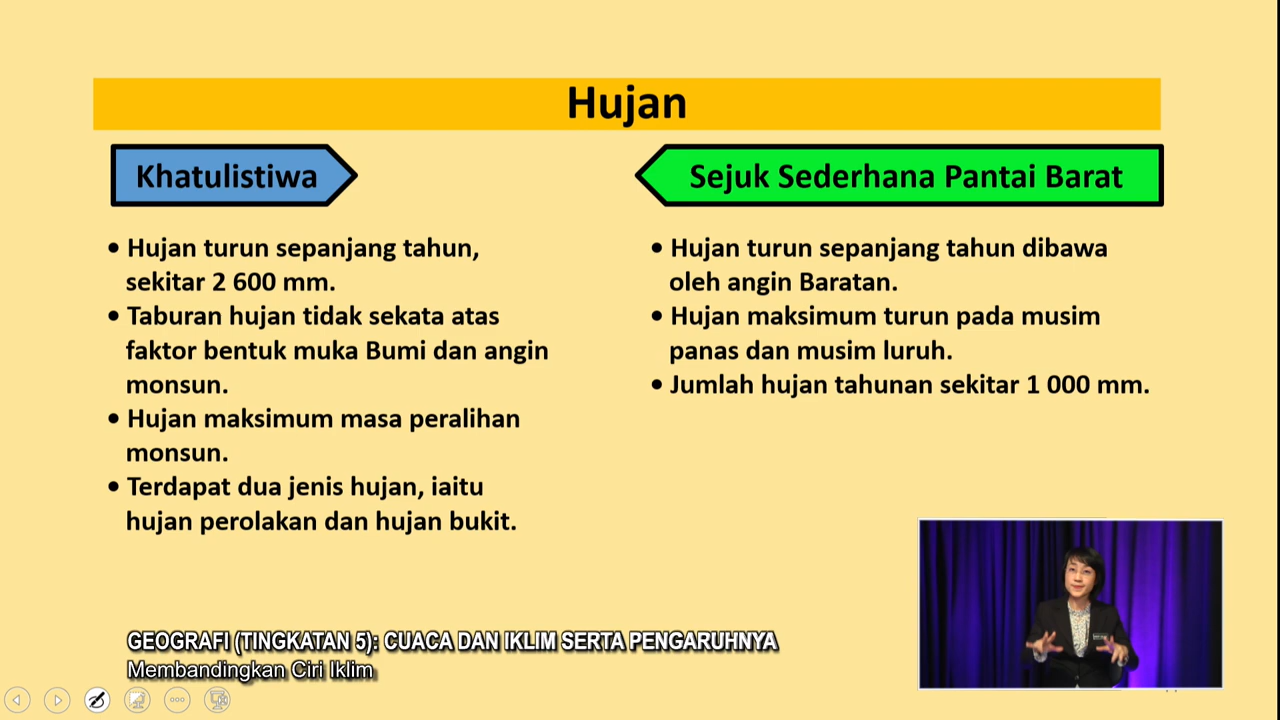 Hujan
Khatulistiwa
• Hujan turun sepanjang tahun,
sekitar 2 600 mm.
• Taburan hujan tidak sekata atas
faktor bentuk muka Bumi dan angin
monsun.
• Hujan maksimum masa peralihan
monsun.
• Terdapat dua jenis hujan, iaitu
hujan perolakan dan hujan bukit.
Sejuk Sederhana Pantai Barat
• Hujan turun sepanjang tahun dibawa
oleh angin Baratan.
• Hujan maksimum turun pada musim
panas dan musim luruh.
• Jumlah hujan tahunan sekitar 1 000 mm.
GEOGRAFI (TINGKATAN 5): CUACA DAN IKLIM SERTA PENGARUHNYA
Membandingkan Ciri Iklim